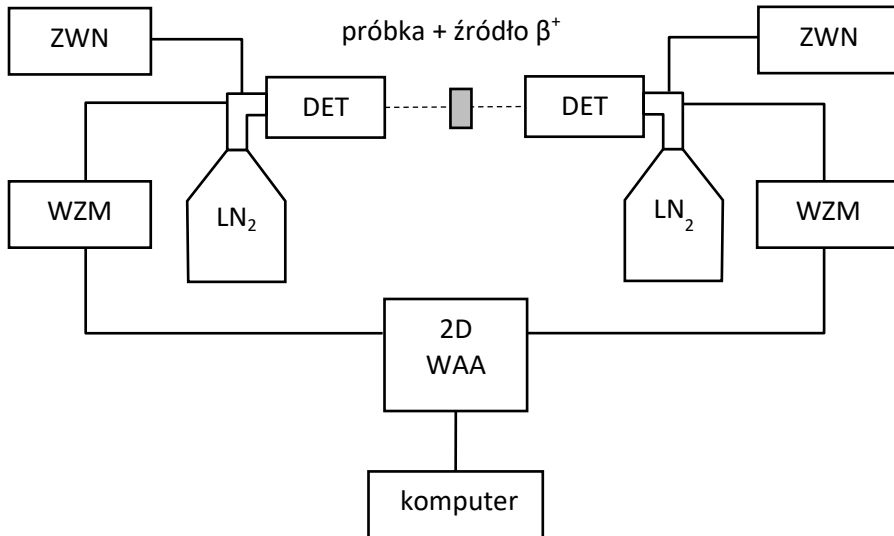 ZWN
próbka + źródło β⁺
ZWN
DET
DET
WZM
LN₂
LN₂
WZM
2D
WAA
komputer